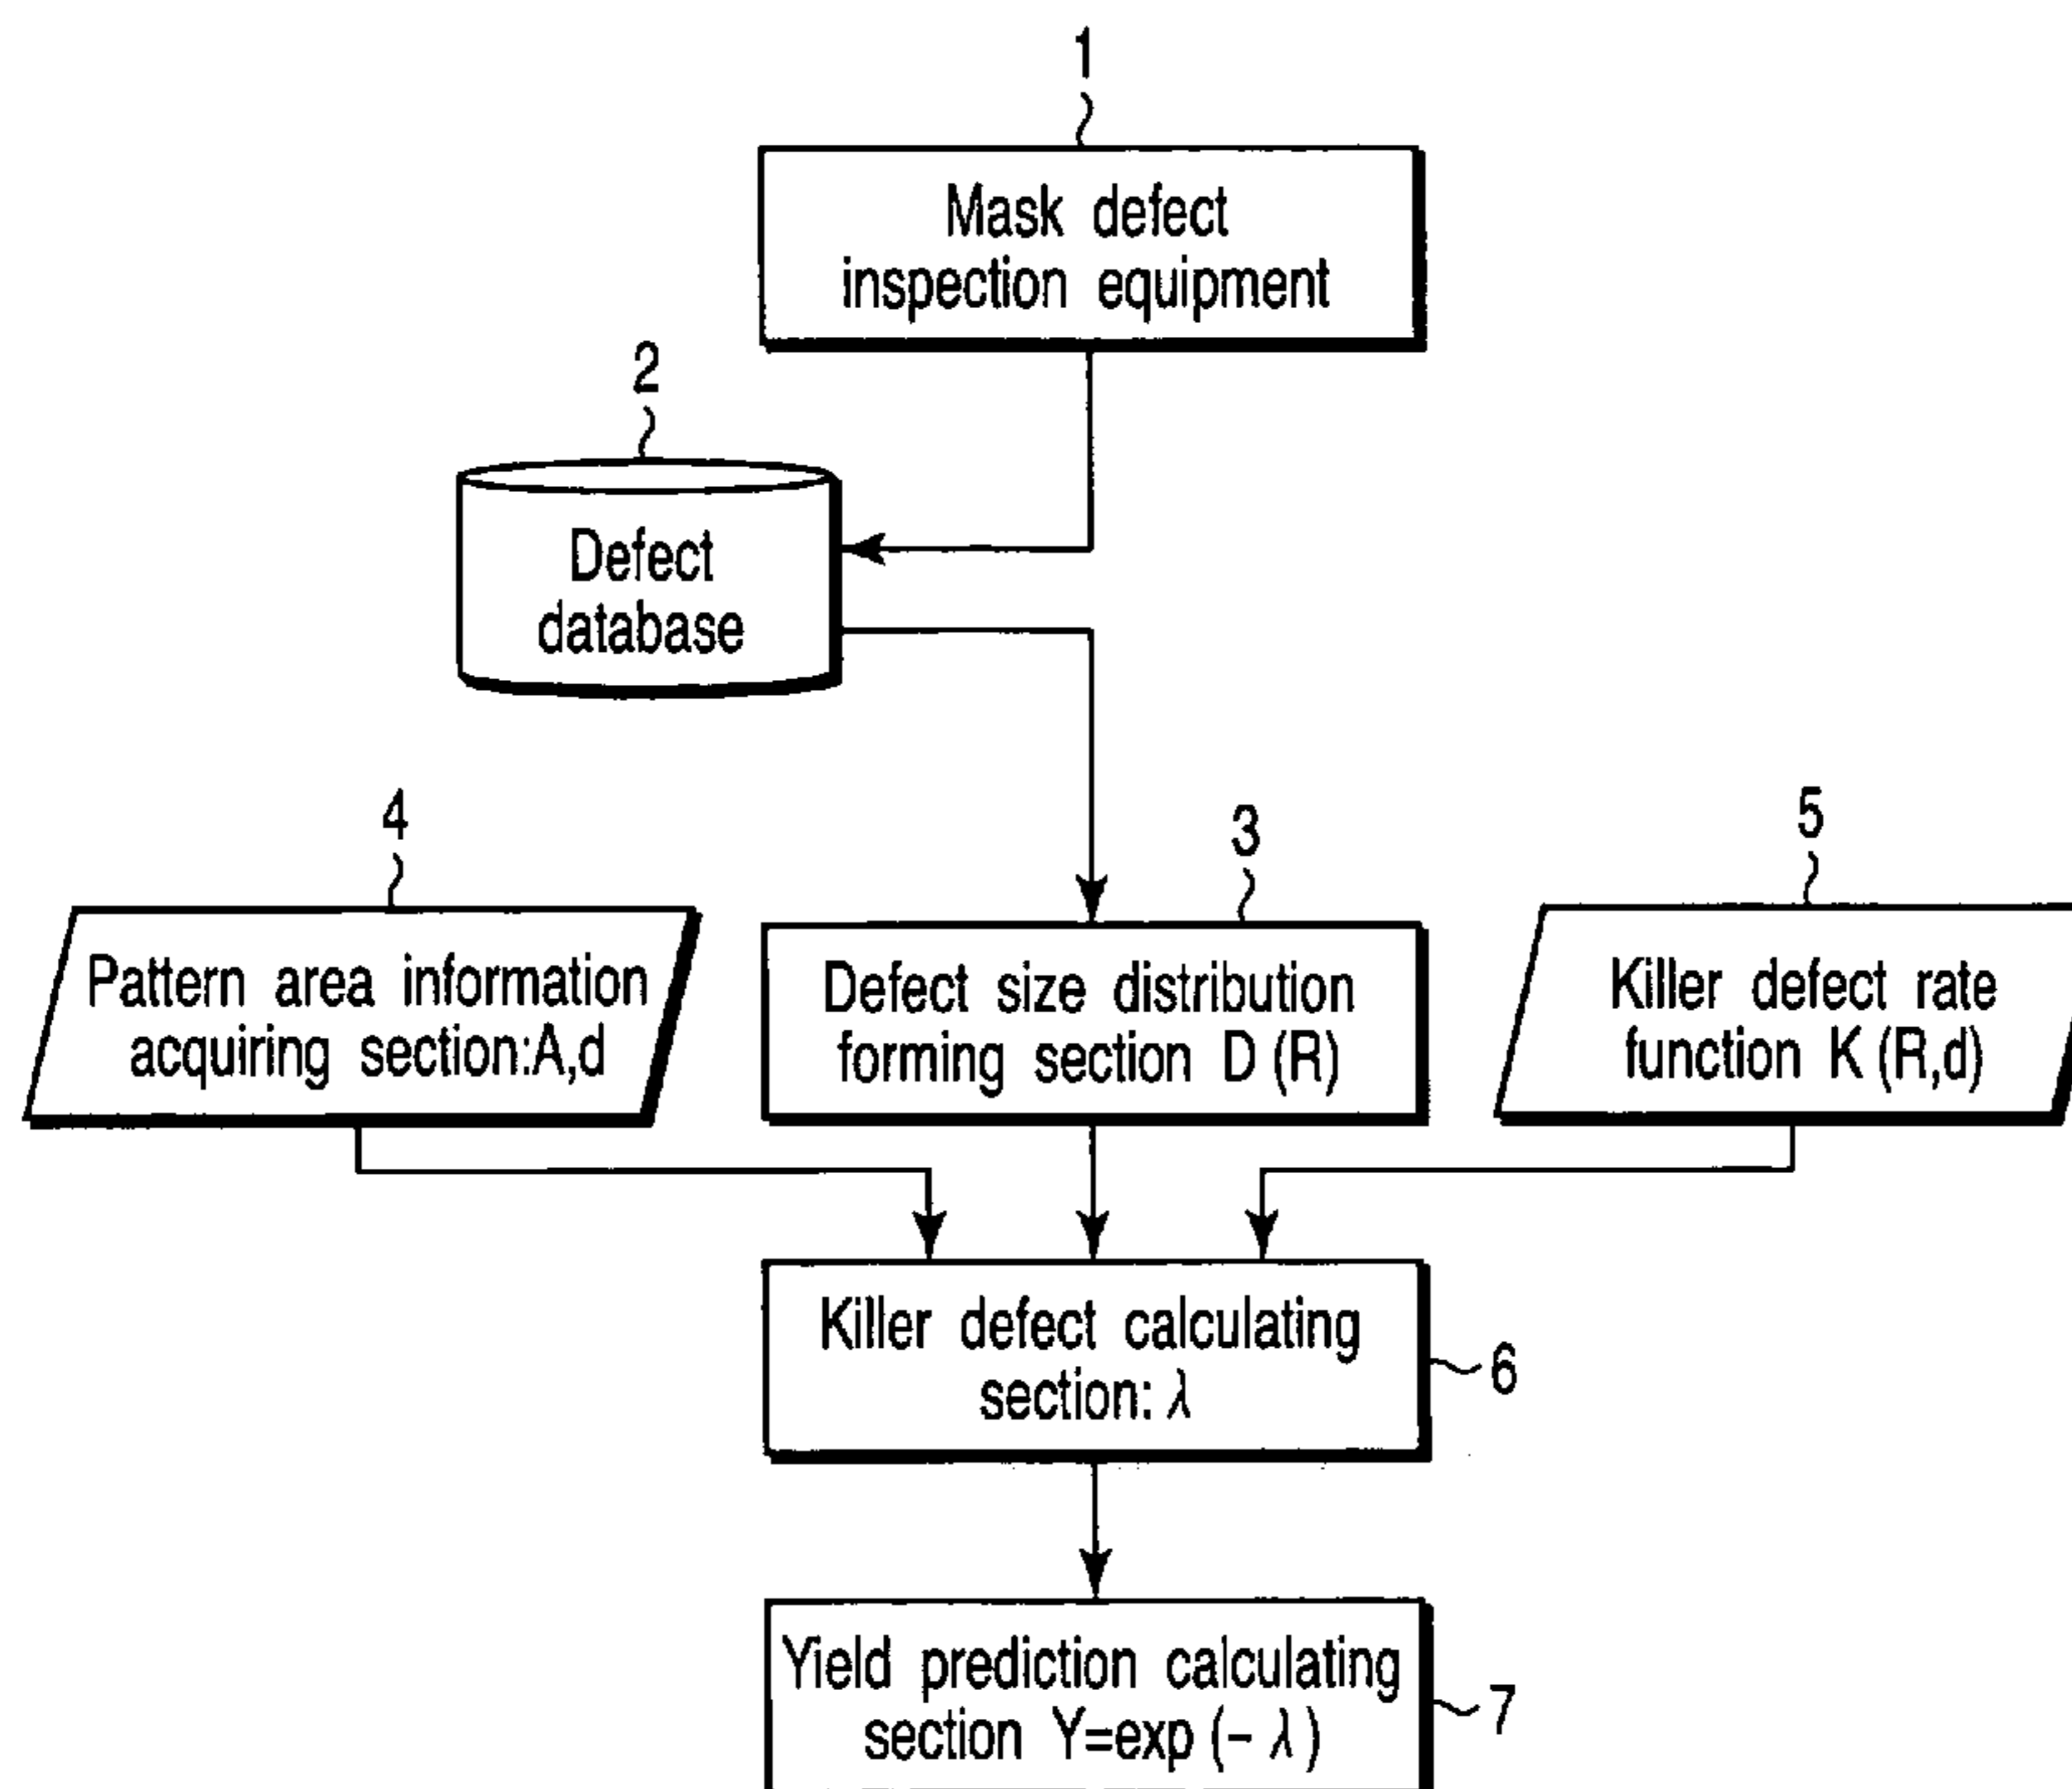 1
Mask defect
inspection equipment
2
Defect
database
4
Pattern area information
acquiring section:A,d
3
Defect size distribution
forming section D (R)
5
Killer defect rate
function K (R,d)
Killer defect calculating
section: λ
6
Yield prediction calculating
section Y=exp (- λ)
7